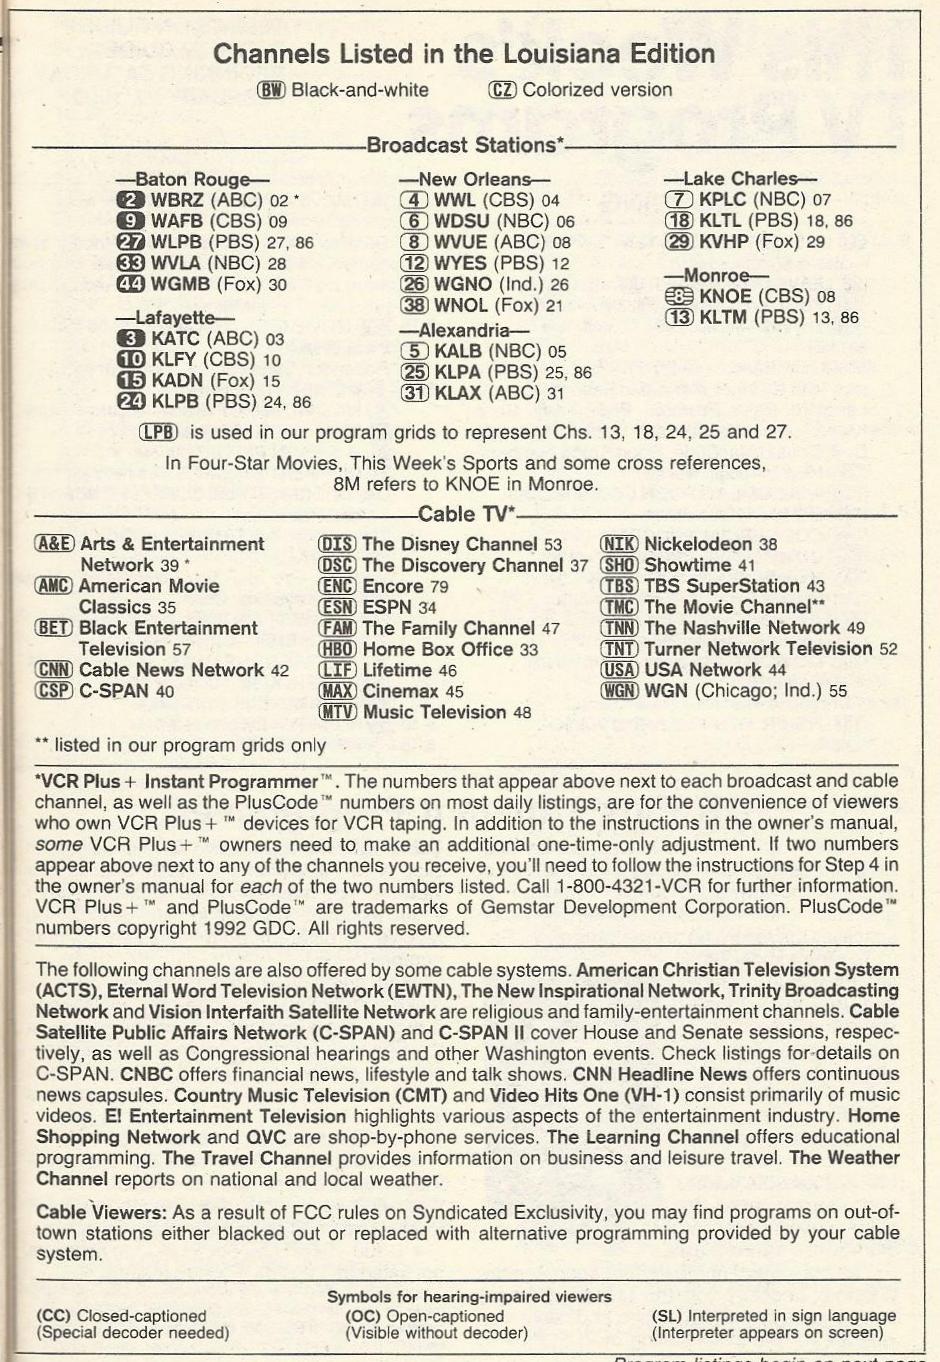 Channels Listed in the Louisiana Edition
BW Black-and-white CZ Colorized version
Broadcast Stations*
—Baton Rouge—
2 WBRZ (ABC) 02 *
9 WAFB (CBS) 09
27 WLPB (PBS) 27, 86
33 WVLA (NBC) 28
44 WGMB (Fox) 30
—Lafayette—
3 KATC (ABC) 03
10 KLFY (CBS) 10
15 KADN (Fox) 15
24 KLPB (PBS) 24, 86
—New Orleans—
4 WWL (CBS) 04
6 WDSU (NBC) 06
8 WVUE (ABC) 08
12 WYES (PBS) 12
26 WGNO (Ind.) 26
38 WNOL (Fox) 21
—Alexandria—
5 KALB (NBC) 05
25 KLPA (PBS) 25, 86
31 KLAX (ABC) 31
—Lake Charles—
7 KPLC (NBC) 07
18 KLTL (PBS) 18, 86
29 KVHP (Fox) 29
—Monroe—
8 KNOE (CBS) 08
13 KLTM (PBS) 13, 86
LPB is used in our program grids to represent Chs. 13, 18, 24, 25 and 27.
In Four-Star Movies, This Week's Sports and some cross references,
8M refers to KNOE in Monroe.
Cable TV*
A&E Arts & Entertainment
Network 39 *
AMC American Movie
Classics 35
BET Black Entertainment
Television 57
CNN Cable News Network 42
CSP C-SPAN 40
DIS The Disney Channel 53
DSC The Discovery Channel 37
ENC Encore 79
ESN ESPN 34
FAM The Family Channel 47
HBO Home Box Office 33
LIF Lifetime 46
MAX Cinemax 45
MTV Music Television 48
NIK Nickelodeon 38
SHO Showtime 41
TBS TBS SuperStation 43
TMC The Movie Channel**
TNN The Nashville Network 49
TNT Turner Network Television 52
USA USA Network 44
WGN WGN (Chicago; Ind.) 55
** listed in our program grids only
*VCR Plus+ Instant Programmer™. The numbers that appear above next to each broadcast and cable
channel, as well as the PlusCode™ numbers on most daily listings, are for the convenience of viewers
who own VCR Plus+™ devices for VCR taping. In addition to the instructions in the owner's manual,
some VCR Plus+™ owners need to make an additional one-time-only adjustment. If two numbers
appear above next to any of the channels you receive, you'll need to follow the instructions for Step 4 in
the owner's manual for each of the two numbers listed. Call 1-800-4321-VCR for further information.
VCR Plus+™ and PlusCode™ are trademarks of Gemstar Development Corporation. PlusCode™
numbers copyright 1992 GDC. All rights reserved.
The following channels are also offered by some cable systems. American Christian Television System
(ACTS), Eternal Word Television Network (EWTN), The New Inspirational Network, Trinity Broadcasting
Network and Vision Interfaith Satellite Network are religious and family-entertainment channels. Cable
Satellite Public Affairs Network (C-SPAN) and C-SPAN II cover House and Senate sessions, respec-
tively, as well as Congressional hearings and other Washington events. Check listings for details on
C-SPAN. CNBC offers financial news, lifestyle and talk shows. CNN Headline News offers continuous
news capsules. Country Music Television (CMT) and Video Hits One (VH-1) consist primarily of music
videos. E! Entertainment Television highlights various aspects of the entertainment industry. Home
Shopping Network and QVC are shop-by-phone services. The Learning Channel offers educational
programming. The Travel Channel provides information on business and leisure travel. The Weather
Channel reports on national and local weather.
Cable Viewers: As a result of FCC rules on Syndicated Exclusivity, you may find programs on out-of-
town stations either blacked out or replaced with alternative programming provided by your cable
system.
Symbols for hearing-impaired viewers
(CC) Closed-captioned
(Special decoder needed)
(OC) Open-captioned
(Visible without decoder)
(SL) Interpreted in sign language
(Interpreter appears on screen)
Program listings begin on next page